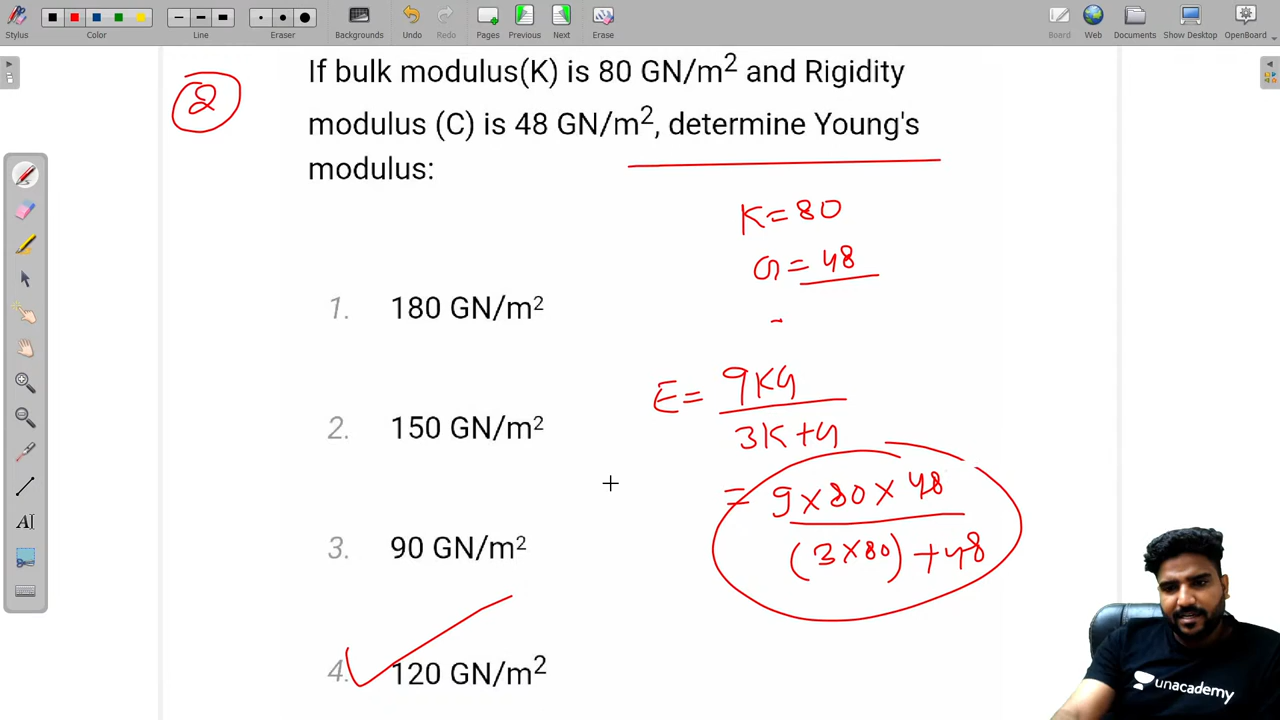 Stylus
Color
Line
Eraser
Backgrounds
Undo
Redo
Pages
Previous
Next
Erase
Board
Web
Documents
Show Desktop
OpenBoard
2
If bulk modulus(K) is 80 GN/m² and Rigidity
modulus (C) is 48 GN/m², determine Young's
modulus:
K = 80
G = 48
1. 180 GN/m²
E = 9KG
3K + G
2. 150 GN/m²
= 9 × 80 × 48
(3 × 80) + 48
3. 90 GN/m²
4. 120 GN/m²
unacademy